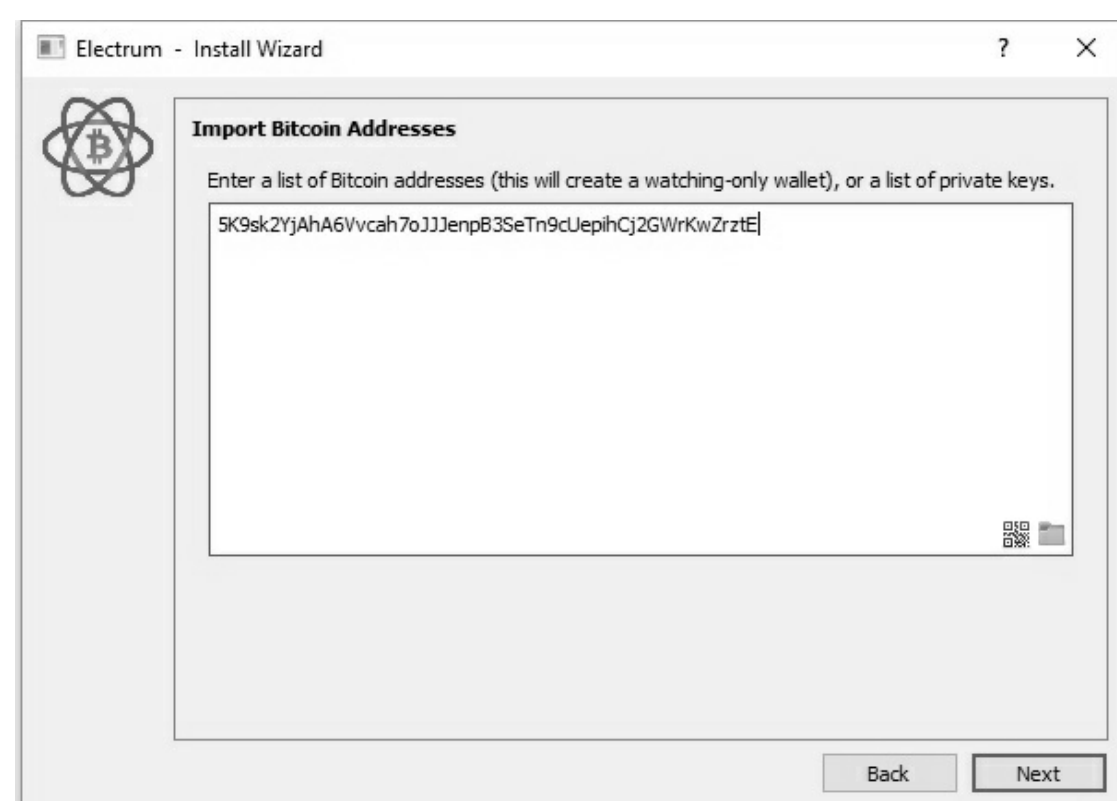 Electrum - Install Wizard
Import Bitcoin Addresses
Enter a list of Bitcoin addresses (this will create a watching-only wallet), or a list of private keys.
5K9sk2YjAhA6Vvcah7oJJJenpB3SeTn9cUepihCj2GWrKwZrztE
Back
Next